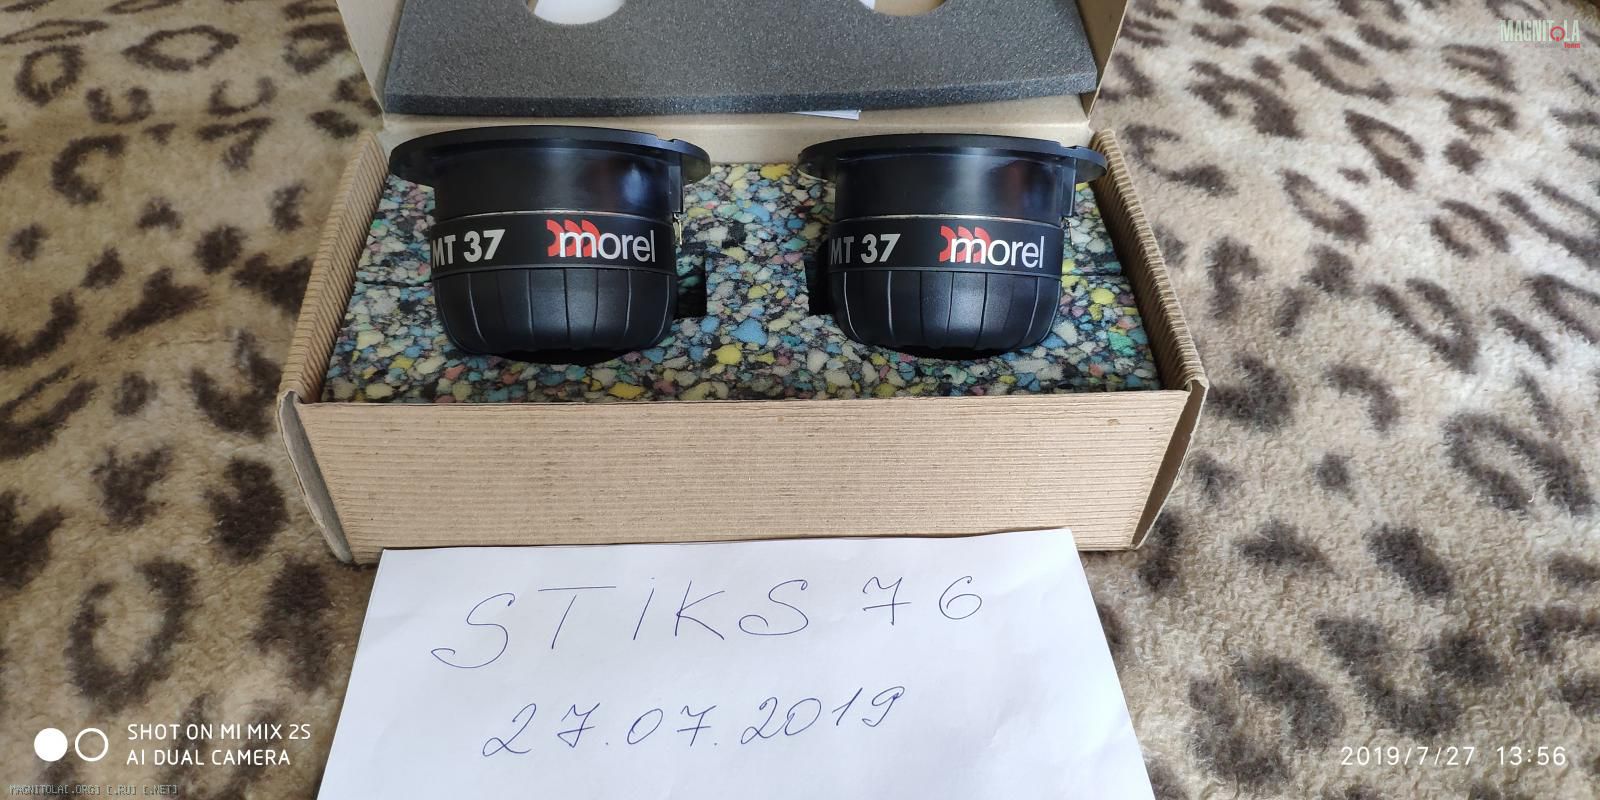 MAGNITOLA
MT 37 morel
MT 37 morel
STIKS 76
27.07.2019
SHOT ON MI MIX 2S
AI DUAL CAMERA
2019/7/27 13:56
MAGNITOLA[.ORG] [.RU] [.NET]